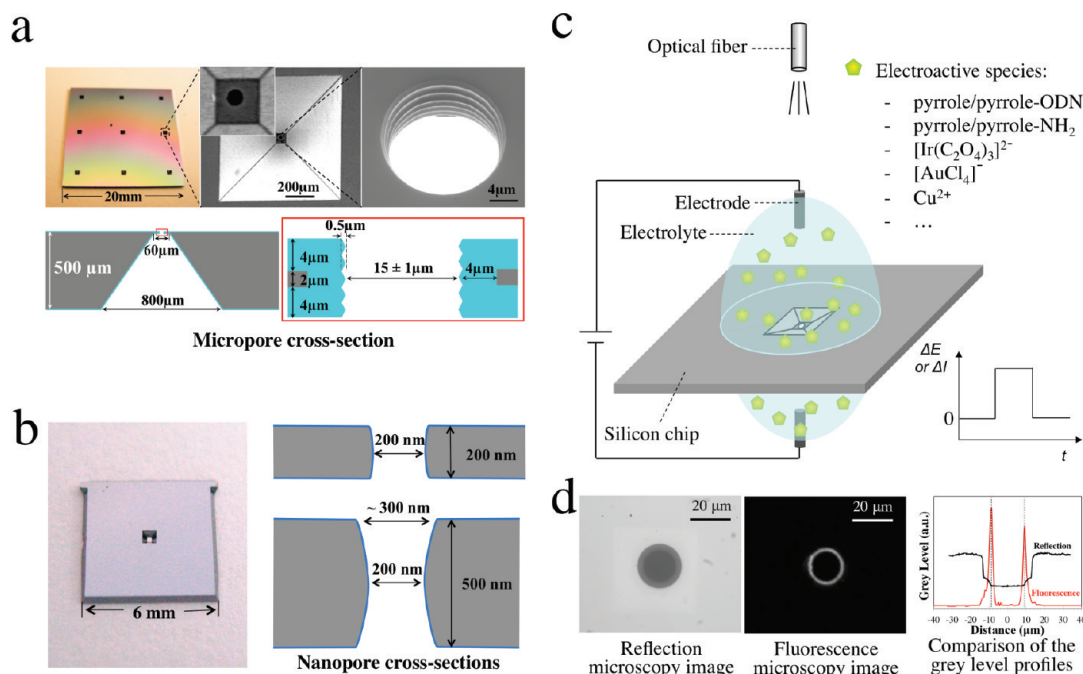 a
20mm
200µm
4µm
500 µm
60µm
800µm
0.5µm
4µm
2µm
4µm
15 ± 1µm
4µm
Micropore cross-section
b
6 mm
200 nm
200 nm
~ 300 nm
200 nm
500 nm
Nanopore cross-sections
c
Optical fiber
Electroactive species:
- pyrrole/pyrrole-ODN
- pyrrole/pyrrole-NH₂
- [Ir(C₂O₄)₃]²⁻
- [AuCl₄]⁻
- Cu²⁺
- ...
Electrode
Electrolyte
Silicon chip
ΔE
or ΔI
0
t
d
20 µm
Reflection
microscopy image
20 µm
Fluorescence
microscopy image
Grey Level (a.u.)
Reflection
Fluorescence
-40 -30 -20 -10 0 10 20 30 40
Distance (µm)
Comparison of the
grey level profiles